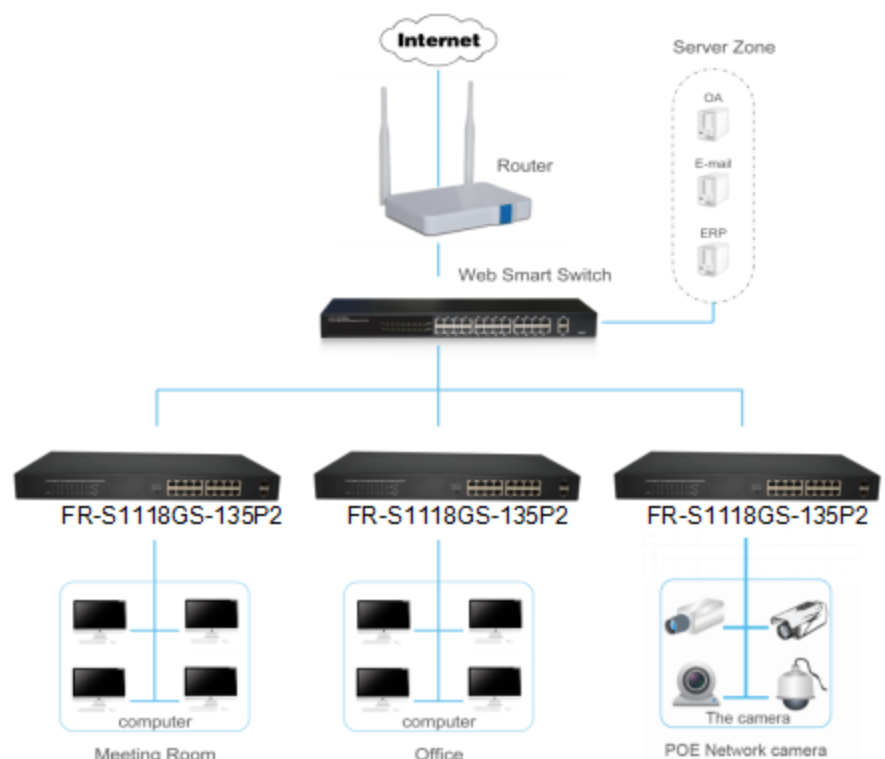 Internet
Server Zone
OA
E-mail
ERP
Router
Web Smart Switch
FR-S1118GS-135P2
FR-S1118GS-135P2
FR-S1118GS-135P2
computer
computer
The camera
Meeting Room
Office
POE Network camera